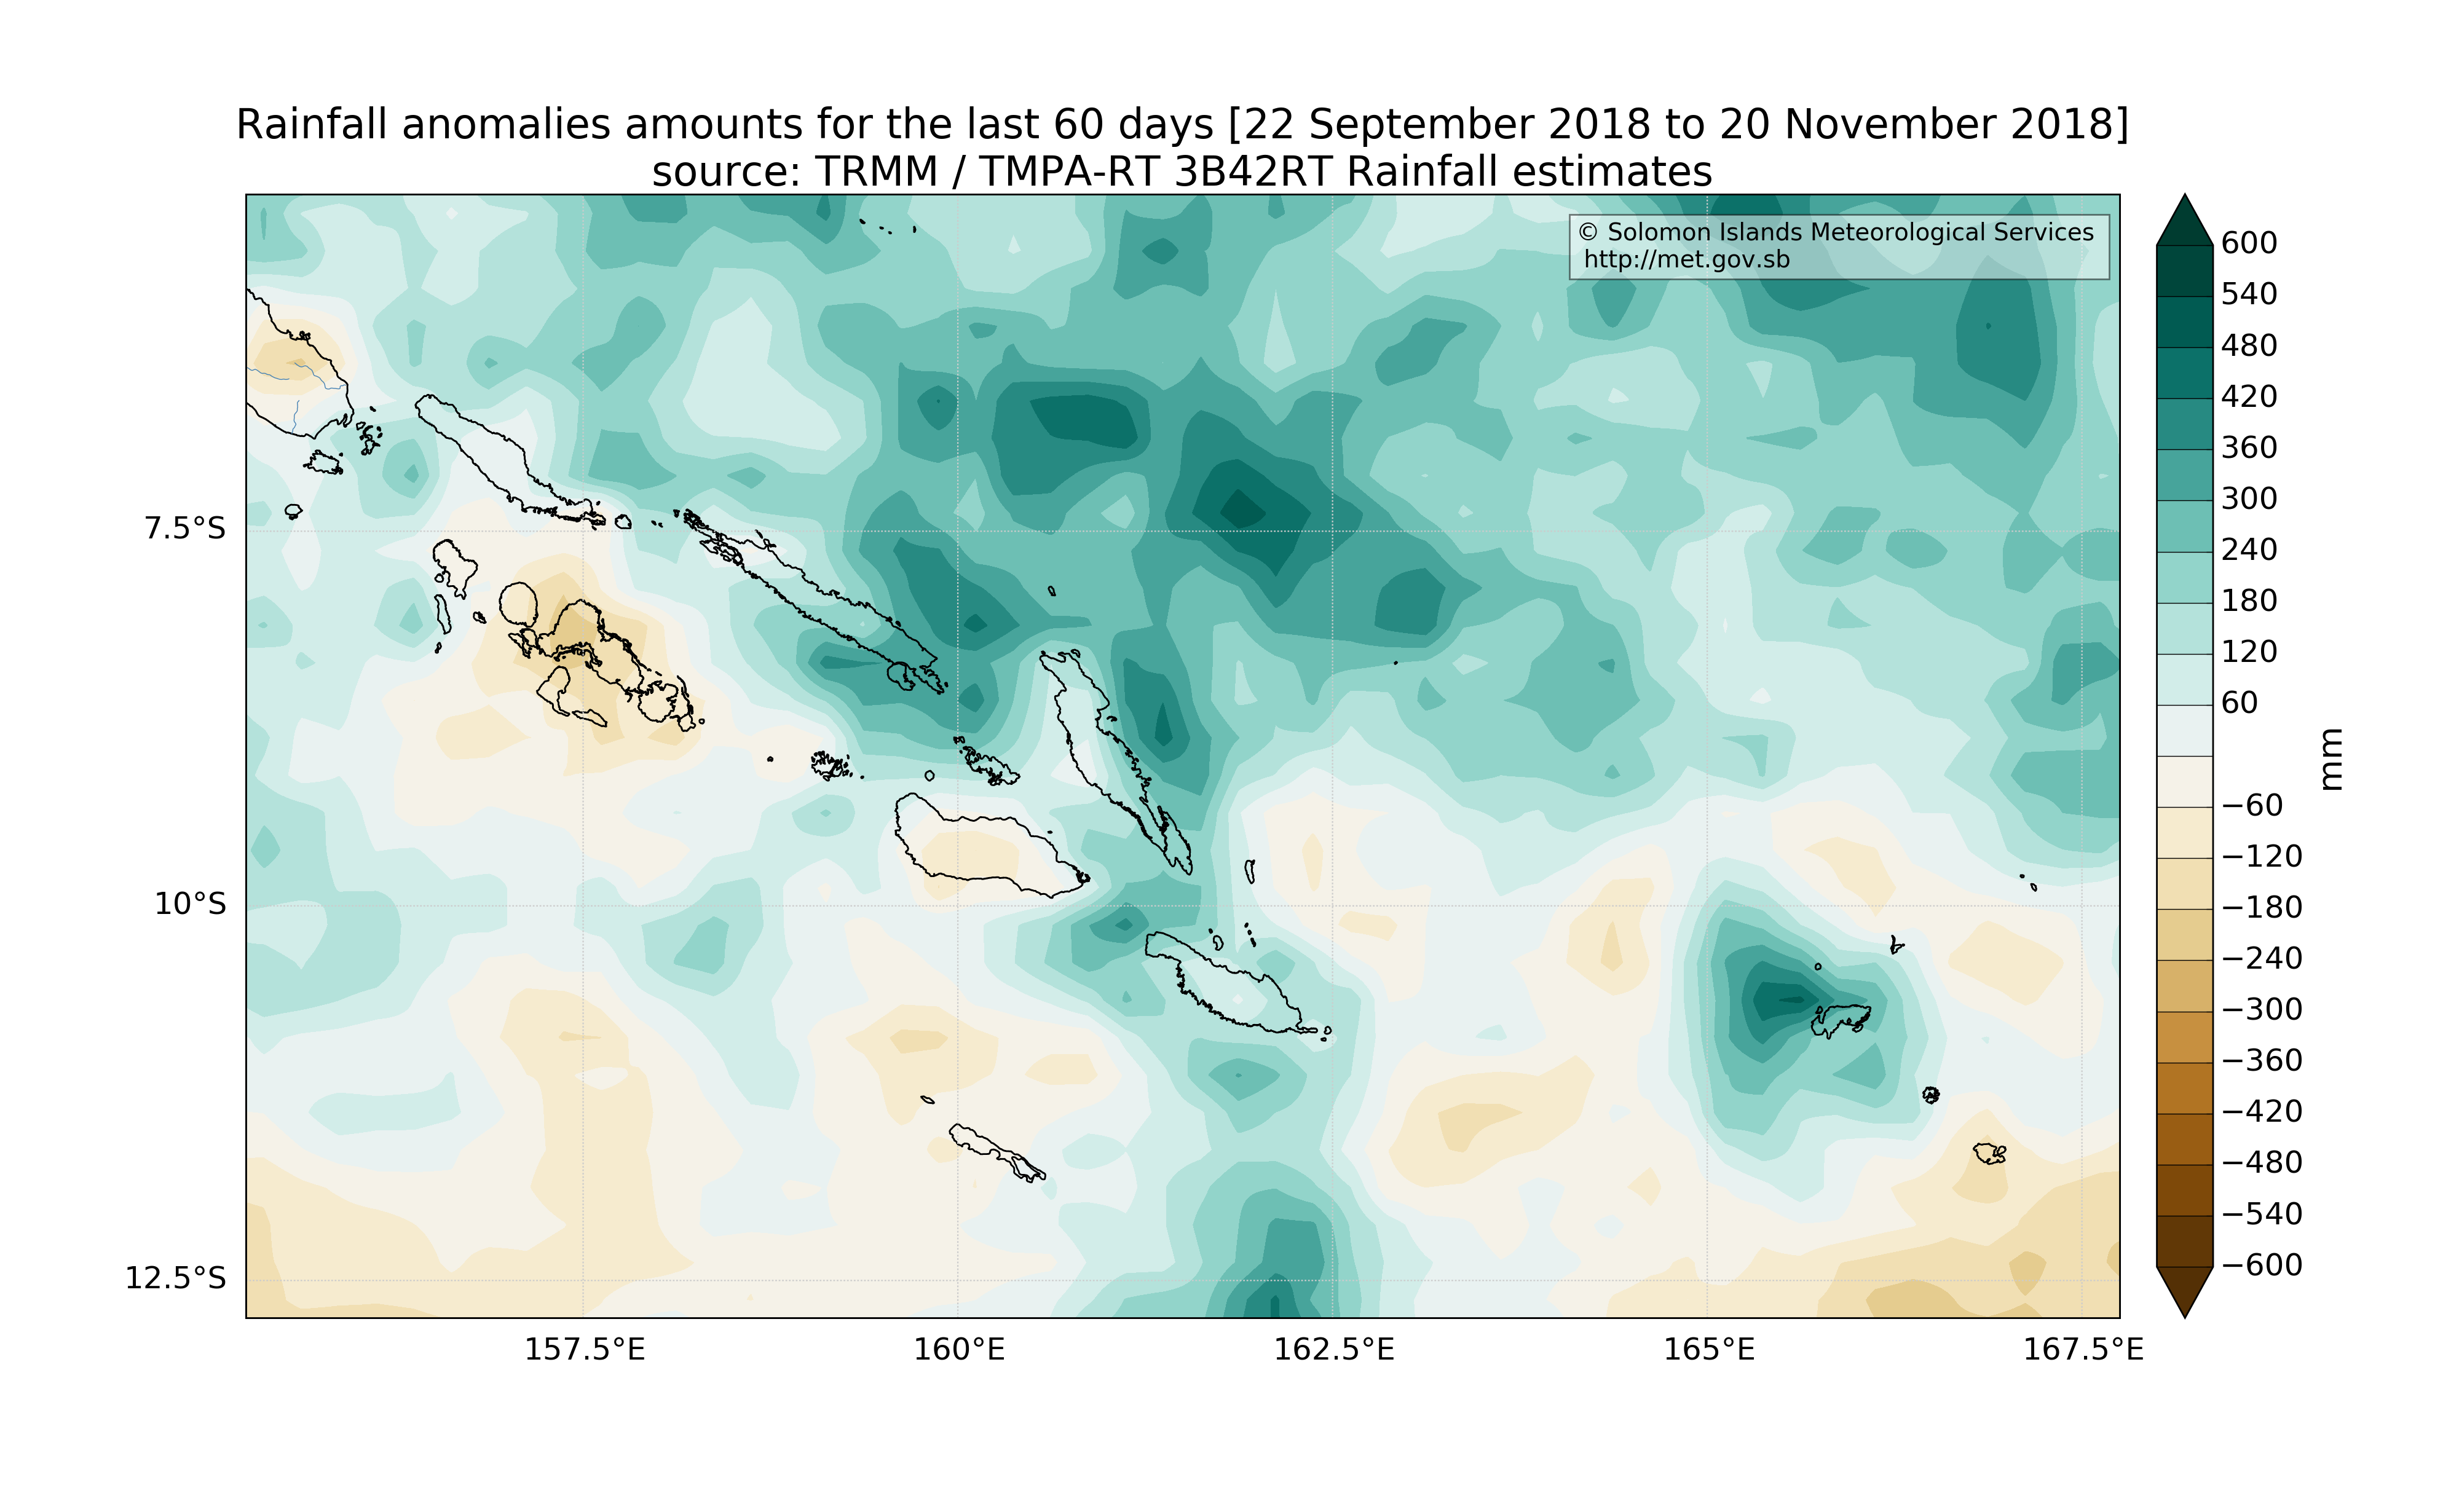 Rainfall anomalies amounts for the last 60 days [22 September 2018 to 20 November 2018]
source: TRMM / TMPA-RT 3B42RT Rainfall estimates
© Solomon Islands Meteorological Services
http://met.gov.sb
7.5°S
10°S
12.5°S
157.5°E
160°E
162.5°E
165°E
167.5°E
600
540
480
420
360
300
240
180
120
60
−60
−120
−180
−240
−300
−360
−420
−480
−540
−600
mm